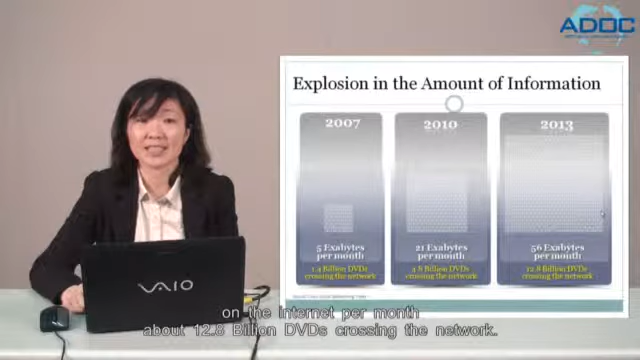 ADOC
Explosion in the Amount of Information
2007
2010
2013
5 Exabytes
per month
21 Exabytes
per month
56 Exabytes
per month
1.4 Billion DVDs
crossing the network
4.8 Billion DVDs
crossing the network
12.8 Billion DVDs
crossing the network
VAIO
on the Internet per month
about 12.8 Billion DVDs crossing the network.